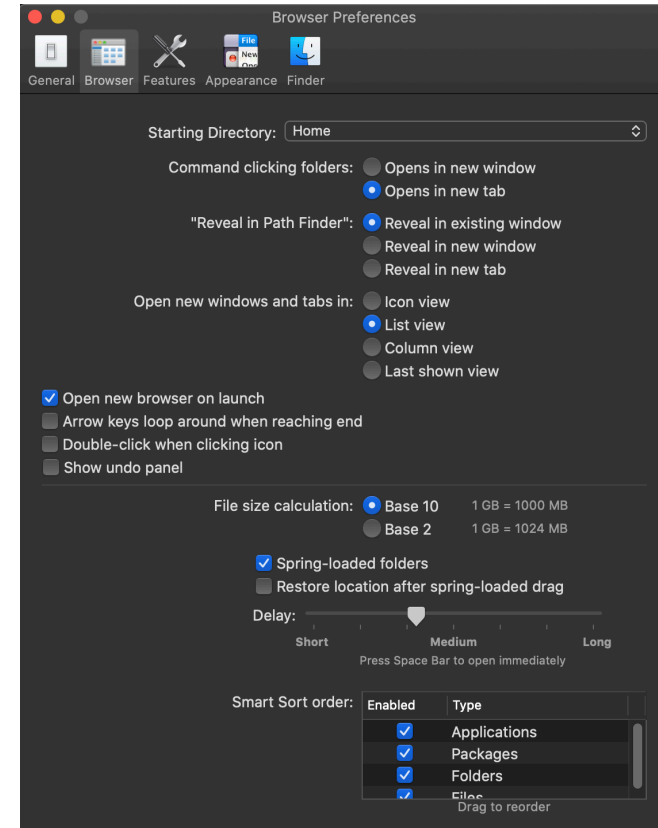 Browser Preferences
File
New
General Browser Features Appearance Finder
Starting Directory: Home
Command clicking folders: Opens in new window
Opens in new tab
"Reveal in Path Finder": Reveal in existing window
Reveal in new window
Reveal in new tab
Open new windows and tabs in: Icon view
List view
Column view
Last shown view
Open new browser on launch
Arrow keys loop around when reaching end
Double-click when clicking icon
Show undo panel
File size calculation: Base 10 1 GB = 1000 MB
Base 2 1 GB = 1024 MB
Spring-loaded folders
Restore location after spring-loaded drag
Delay:
Short Medium Long
Press Space Bar to open immediately
Smart Sort order: Enabled Type
Applications
Packages
Folders
Files
Drag to reorder